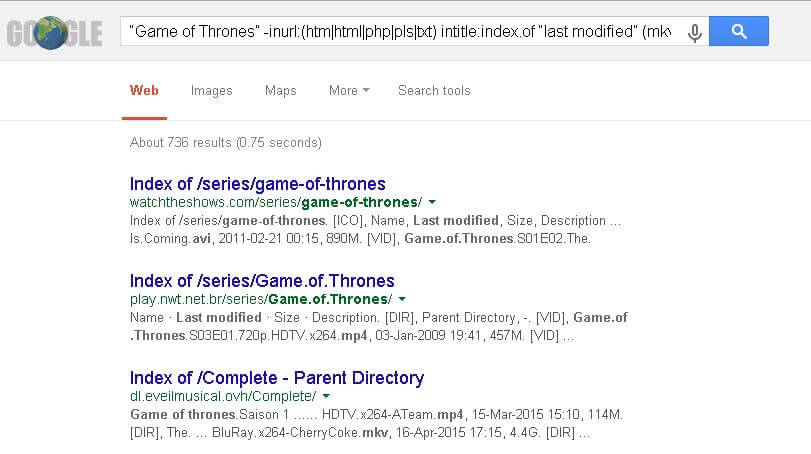 GOOGLE
"Game of Thrones" -inurl:(htm|html|php|pls|txt) intitle:index.of "last modified" (mkv
Web Images Maps More Search tools
About 736 results (0.75 seconds)
Index of /series/game-of-thrones
watchtheshows.com/series/game-of-thrones/
Index of /series/game-of-thrones. [ICO], Name, Last modified, Size, Description ...
Is.Coming.avi, 2011-02-21 00:15, 890M. [VID], Game.of.Thrones.S01E02.The.
Index of /series/Game.of.Thrones
play.nwt.net.br/series/Game.of.Thrones/
Name · Last modified · Size · Description. [DIR], Parent Directory, -. [VID], Game.of
.Thrones.S03E01.720p.HDTV.x264.mp4, 03-Jan-2009 19:41, 457M. [VID] ...
Index of /Complete - Parent Directory
dl.eveilmusical.ovh/Complete/
Game of thrones.Saison 1 ...... HDTV.x264-ATeam.mp4, 15-Mar-2015 15:10, 114M.
[DIR], The. ... BluRay.x264-CherryCoke.mkv, 16-Apr-2015 17:15, 4.4G. [DIR] ...